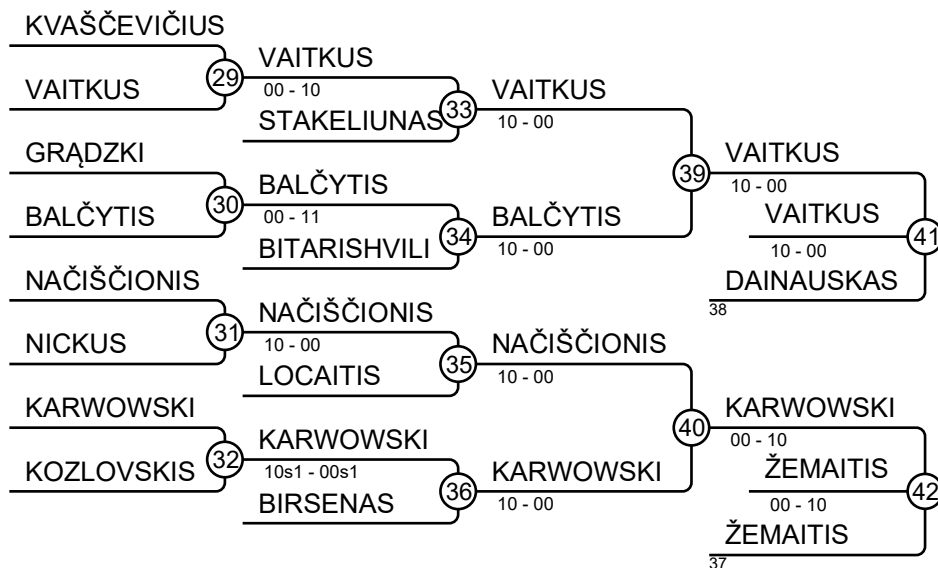 KVAŠČEVIČIUS
29
VAITKUS
VAITKUS
00 - 10
33
STAKELIUNAS
VAITKUS
10 - 00
GRĄDZKI
30
BALČYTIS
BALČYTIS
00 - 11
34
BITARISHVILI
BALČYTIS
10 - 00
39
VAITKUS
10 - 00
VAITKUS
10 - 00
41
DAINAUSKAS
38
NAČIŠČIONIS
31
NICKUS
NAČIŠČIONIS
10 - 00
35
LOCAITIS
NAČIŠČIONIS
10 - 00
KARWOWSKI
32
KOZLOVSKIS
KARWOWSKI
10s1 - 00s1
36
BIRSENAS
KARWOWSKI
10 - 00
40
KARWOWSKI
00 - 10
ŽEMAITIS
00 - 10
42
ŽEMAITIS
37